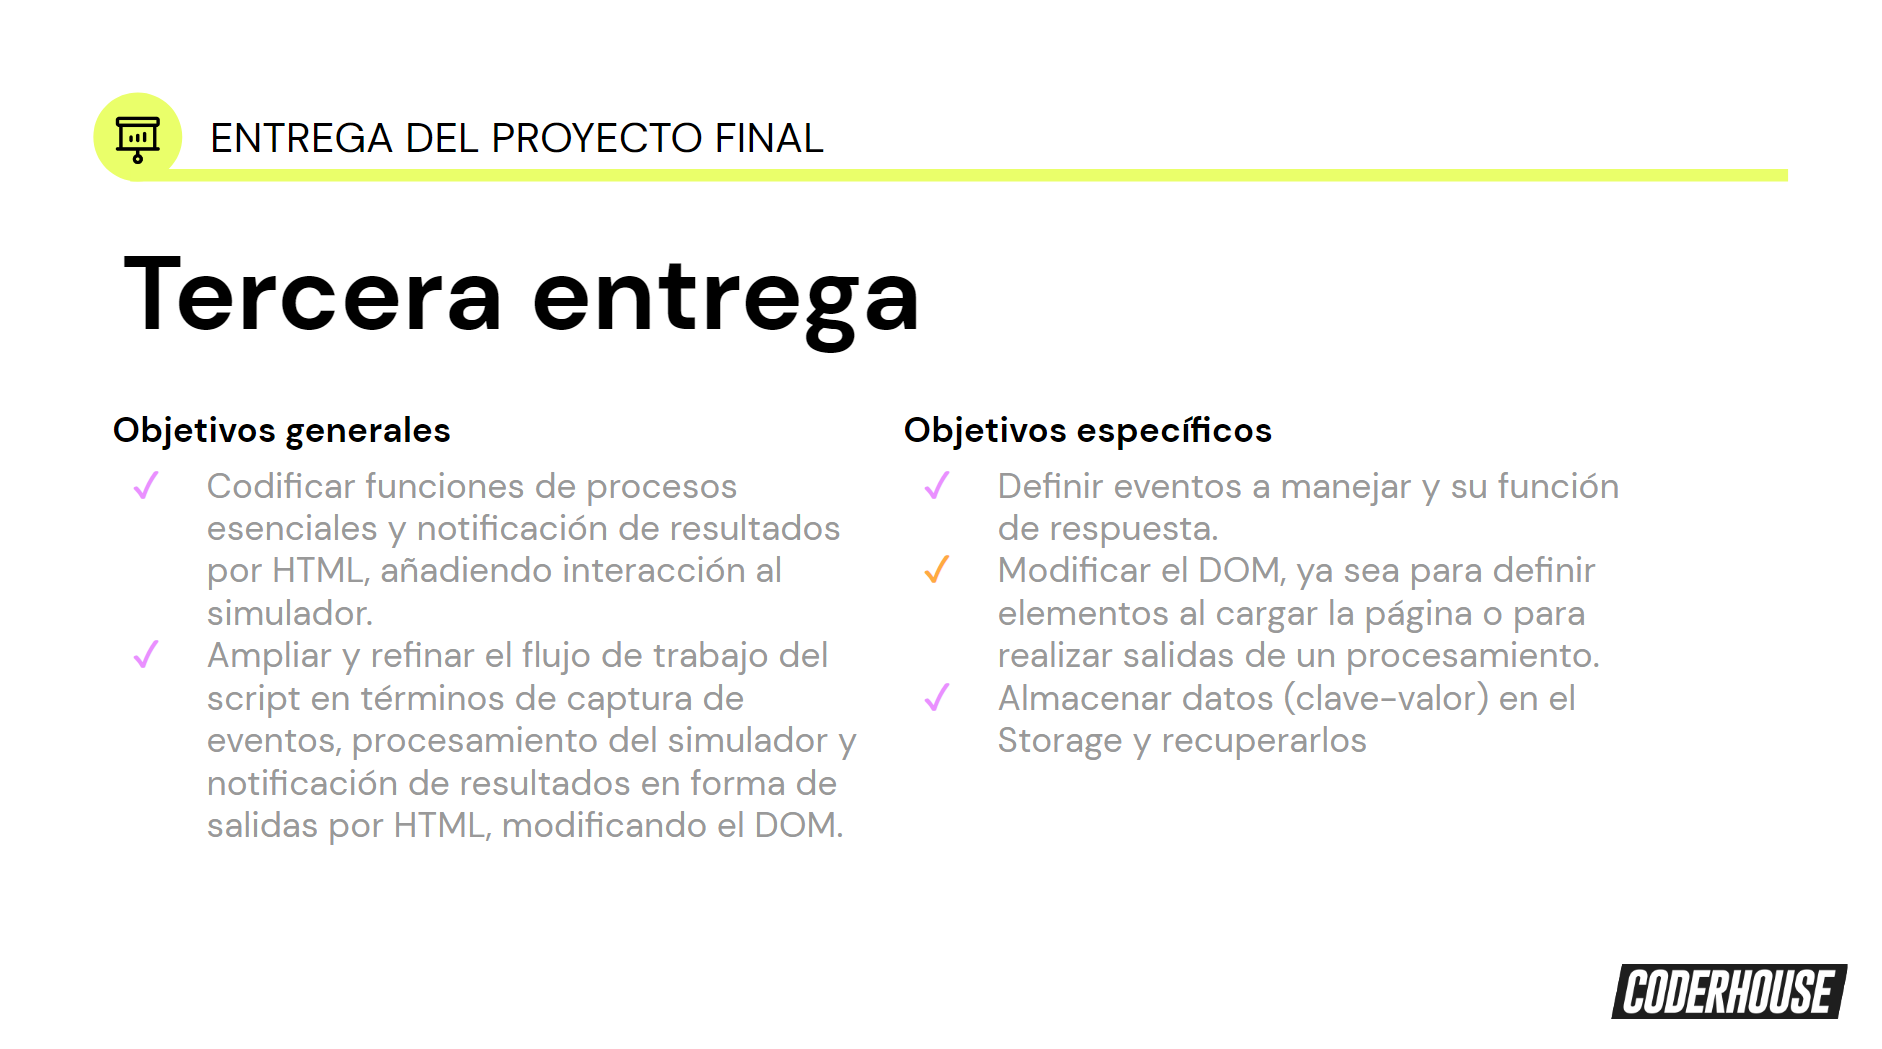 ENTREGA DEL PROYECTO FINAL
Tercera entrega
Objetivos generales
✓ Codificar funciones de procesos
esenciales y notificación de resultados
por HTML, añadiendo interacción al
simulador.
✓ Ampliar y refinar el flujo de trabajo del
script en términos de captura de
eventos, procesamiento del simulador y
notificación de resultados en forma de
salidas por HTML, modificando el DOM.
Objetivos específicos
✓ Definir eventos a manejar y su función
de respuesta.
✓ Modificar el DOM, ya sea para definir
elementos al cargar la página o para
realizar salidas de un procesamiento.
✓ Almacenar datos (clave-valor) en el
Storage y recuperarlos
CODERHOUSE